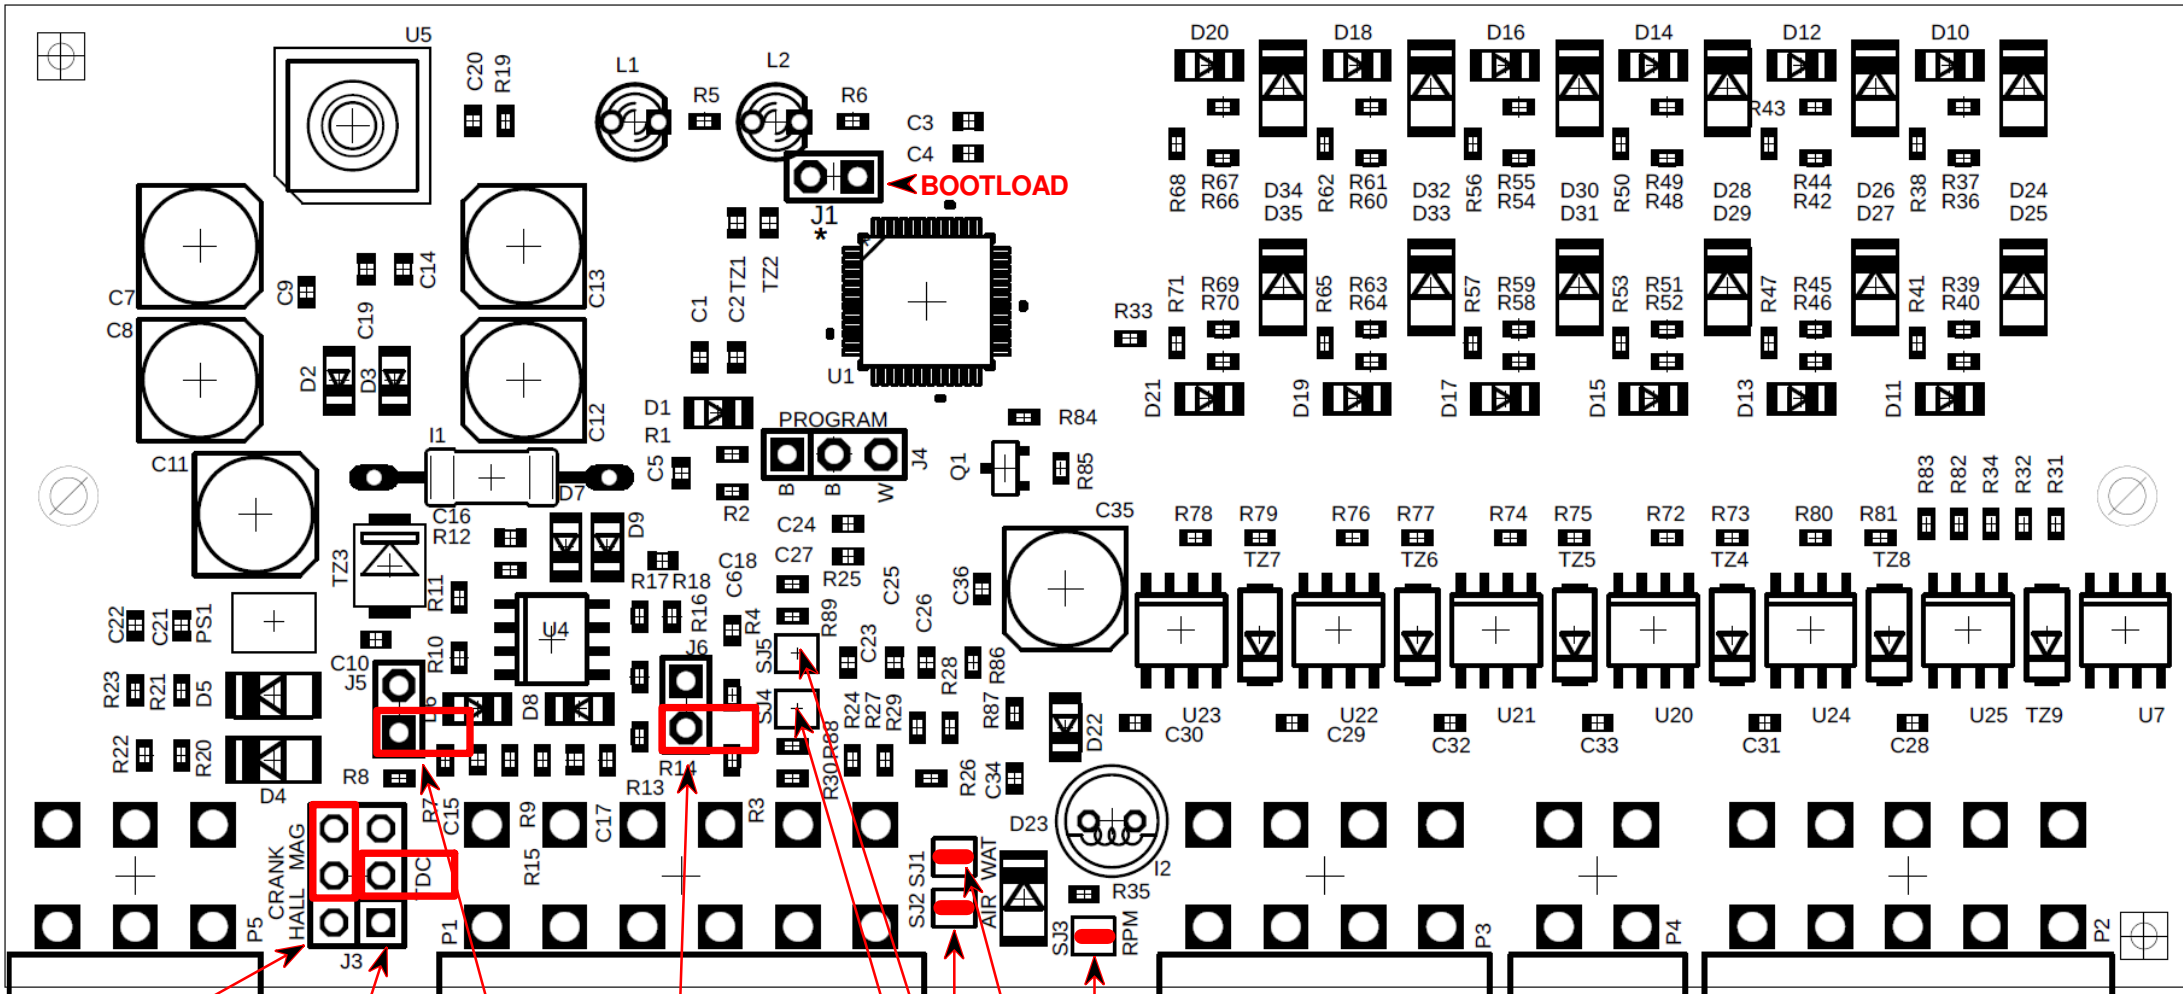 U5
C20
R19
L1
R5
L2
R6
C3
C4
BOOTLOAD
J1
*
D20
D18
D16
D14
D12
D10
R43
R68
R67
R66
D34
D35
R62
R61
R60
D32
D33
R56
R55
R54
D30
D31
R50
R49
R48
D28
D29
R44
R42
D26
D27
R38
R37
R36
D24
D25
C7
C8
C9
C19
C14
C13
C12
TZ1
TZ2
C1
C2
U1
R33
R71
R69
R70
R65
R63
R64
R57
R59
R58
R53
R51
R52
R47
R45
R46
R41
R39
R40
D2
D3
D21
D19
D17
D15
D13
D11
D1
R1
C5
R2
PROGRAM
B
B
W
J4
R84
Q1
R85
C11
I1
D7
D9
C16
R12
TZ3
R11
R10
C24
C27
R25
C35
C36
R83
R82
R34
R32
R31
R78
R79
R76
R77
R74
R75
R72
R73
R80
R81
TZ7
TZ6
TZ5
TZ4
TZ8
C22
C21
PS1
U4
R17
R18
R16
C18
C6
R4
J6
R89
SJ5
SJ4
C23
C25
C26
R28
R86
C10
J5
R23
R21
D5
D6
D8
R24
R27
R29
R87
D22
U23
U22
U21
U20
U24
U25
TZ9
U7
C30
C29
C32
C33
C31
C28
R22
R20
D4
R8
R14
R13
R88
R30
R26
C34
R7
C15
R9
C17
R3
R15
D23
I2
CRANK
HALL MAG
TDC
P5
J3
P1
SJ1
WAT
SJ2
AIR
R35
SJ3
RPM
P3
P4
P2